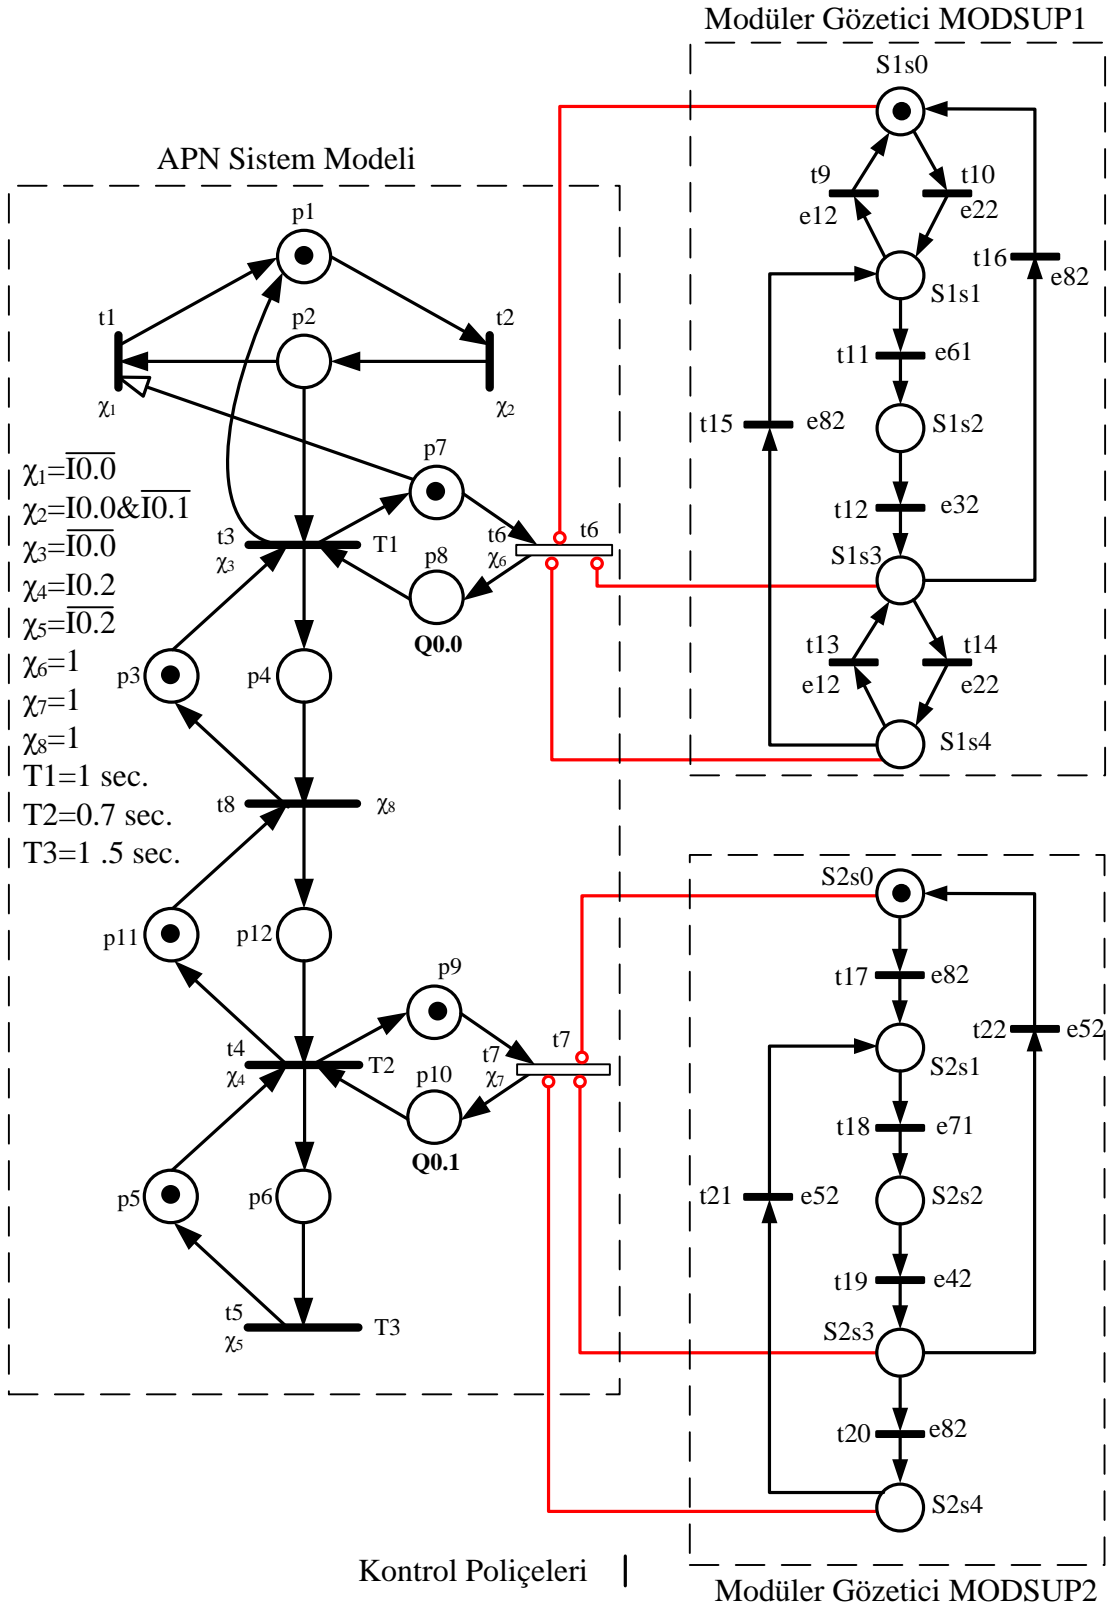 Modüler Gözetici MODSUP1
S1s0
APN Sistem Modeli
t9
t10
e12
e22
p1
t16
e82
S1s1
t1
p2
t2
χ1
χ2
t11
e61
t15
e82
S1s2
p7
χ1=I̅0̅.̅0̅
χ2=I0.0&I̅0̅.̅1̅
χ3=I̅0̅.̅0̅
χ4=I0.2
χ5=I̅0̅.̅2̅
χ6=1
χ7=1
χ8=1
T1=1 sec.
T2=0.7 sec.
T3=1 .5 sec.
t12
e32
t3
T1
t6
t6
χ3
χ6
p8
S1s3
Q0.0
t13
t14
e12
e22
p3
p4
S1s4
t8
χ8
S2s0
p11
p12
p9
t17
e82
t22
e52
t4
T2
t7
t7
χ4
χ7
p10
S2s1
t18
e71
Q0.1
p5
p6
t21
e52
S2s2
t19
e42
t5
T3
χ5
S2s3
t20
e82
S2s4
Kontrol Poliçeleri
Modüler Gözetici MODSUP2